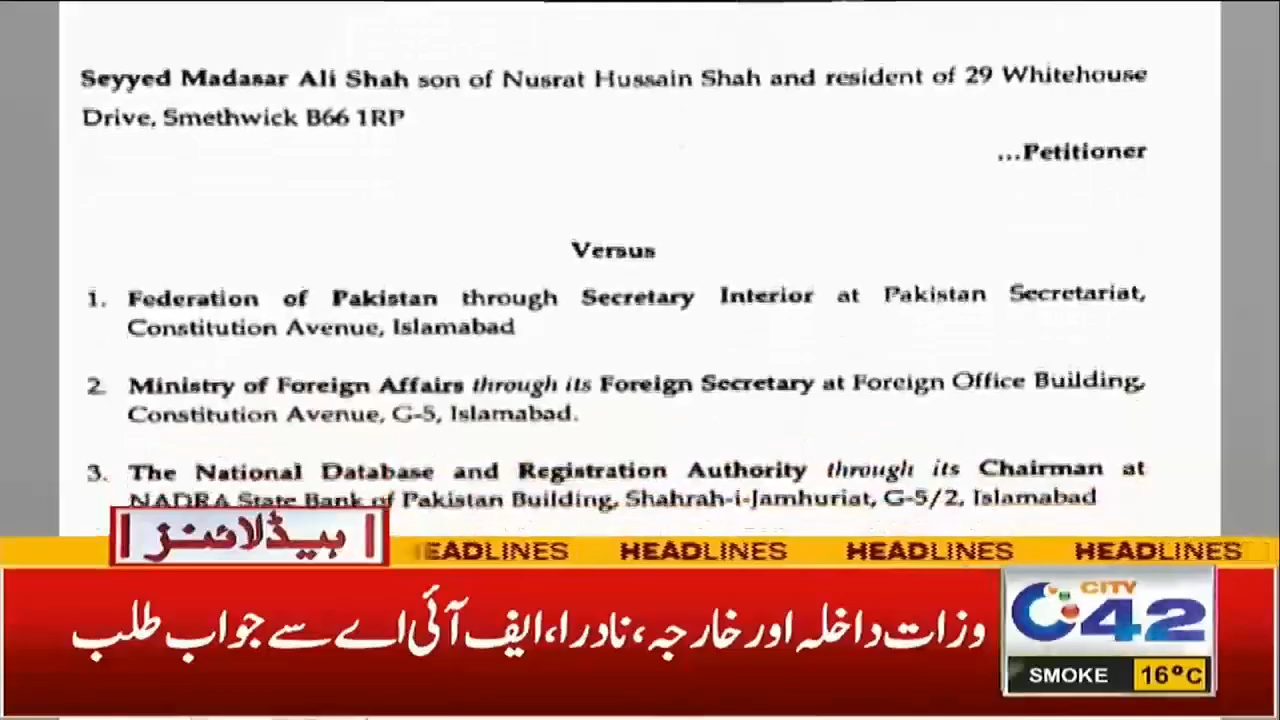 Seyyed Madasar Ali Shah son of Nusrat Hussain Shah and resident of 29 Whitehouse
Drive, Smethwick B66 1RP
...Petitioner
Versus
1. Federation of Pakistan through Secretary Interior at Pakistan Secretariat,
Constitution Avenue, Islamabad
2. Ministry of Foreign Affairs through its Foreign Secretary at Foreign Office Building,
Constitution Avenue, G-5, Islamabad.
3. The National Database and Registration Authority through its Chairman at
NADRA State Bank of Pakistan Building, Shahrah-i-Jamhuriat, G-5/2, Islamabad
ہیڈلائنز
EADLINES HEADLINES HEADLINES HEADLINES
وزات داخلہ اور خارجہ، نادرا، ایف آئی اے سے جواب طلب
CITY
42
SMOKE 16°C